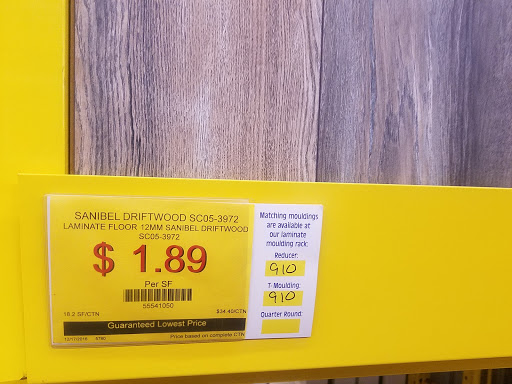 SANIBEL DRIFTWOOD SC05-3972
LAMINATE FLOOR 12MM SANIBEL DRIFTWOOD
SC05-3972
$ 1.89
Per SF
55541050
18.2 SF/CTN
$34.40/CTN
Guaranteed Lowest Price
Price based on complete CTN
Matching mouldings
are available at
our laminate
moulding rack.
Reducer:
910
T-Moulding:
910
Quarter Round: